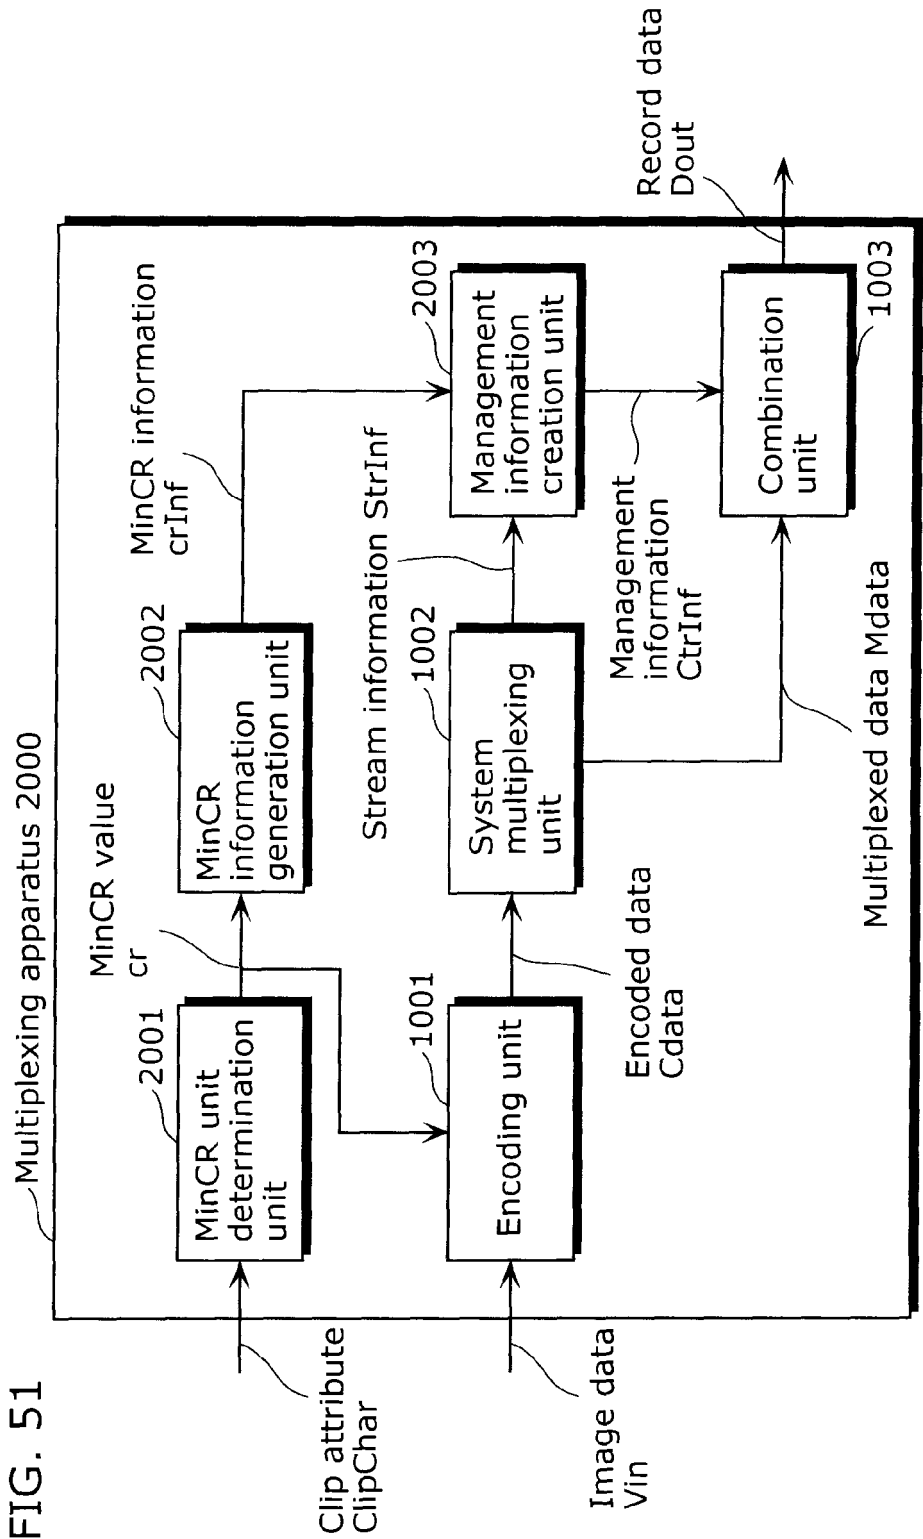 FIG. 51
Multiplexing apparatus 2000
Clip attribute
ClipChar
2001
MinCR unit
determination
unit
MinCR value
cr
2002
MinCR
information
generation unit
MinCR information
crInf
Image data
Vin
1001
Encoding unit
Encoded data
Cdata
1002
System
multiplexing
unit
Stream information StrInf
2003
Management
information
creation unit
Management
information
CtrInf
Multiplexed data Mdata
Combination
unit
1003
Record data
Dout